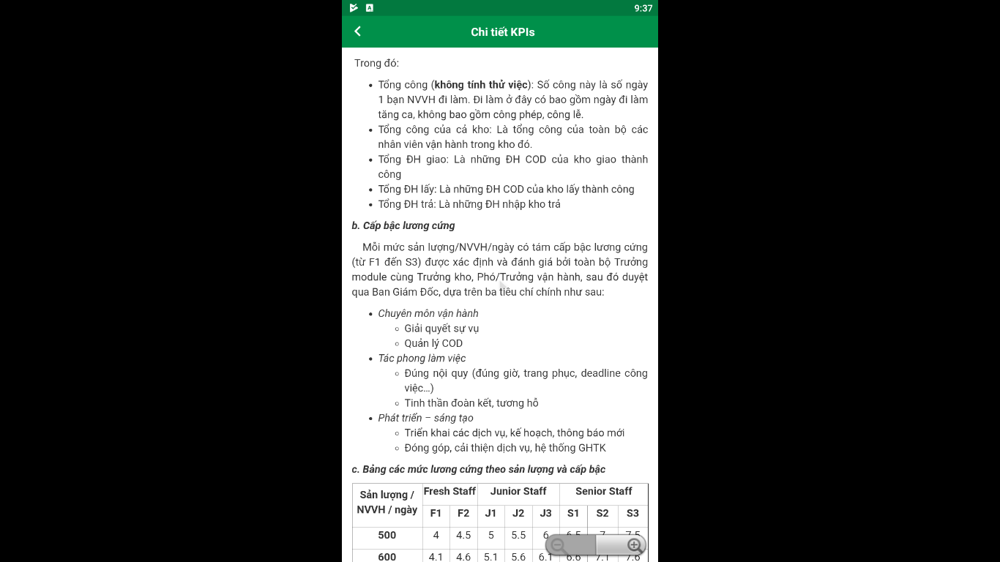 9:37
Chi tiết KPIs
Trong đó:
Tổng công (không tính thử việc): Số công này là số ngày
1 bạn NVVH đi làm. Đi làm ở đây có bao gồm ngày đi làm
tăng ca, không bao gồm công phép, công lễ.
Tổng công của cả kho: Là tổng công của toàn bộ các
nhân viên vận hành trong kho đó.
Tổng ĐH giao: Là những ĐH COD của kho giao thành
công
Tổng ĐH lấy: Là những ĐH COD của kho lấy thành công
Tổng ĐH trả: Là những ĐH nhập kho trả
b. Cấp bậc lương cứng
Mỗi mức sản lượng/NVVH/ngày có tám cấp bậc lương cứng
(từ F1 đến S3) được xác định và đánh giá bởi toàn bộ Trưởng
module cùng Trưởng kho, Phó/Trưởng vận hành, sau đó duyệt
qua Ban Giám Đốc, dựa trên ba tiêu chí chính như sau:
Chuyên môn vận hành
Giải quyết sự vụ
Quản lý COD
Tác phong làm việc
Đúng nội quy (đúng giờ, trang phục, deadline công
việc...)
Tinh thần đoàn kết, tương hỗ
Phát triển – sáng tạo
Triển khai các dịch vụ, kế hoạch, thông báo mới
Đóng góp, cải thiện dịch vụ, hệ thống GHTK
c. Bảng các mức lương cứng theo sản lượng và cấp bậc
Sản lượng / Fresh Staff Junior Staff Senior Staff
NVVH / ngày F1 F2 J1 J2 J3 S1 S2 S3
500 4 4.5 5 5.5 6 6.5 7 7.5
600 4.1 4.6 5.1 5.6 6.1 6.6 7.1 7.6